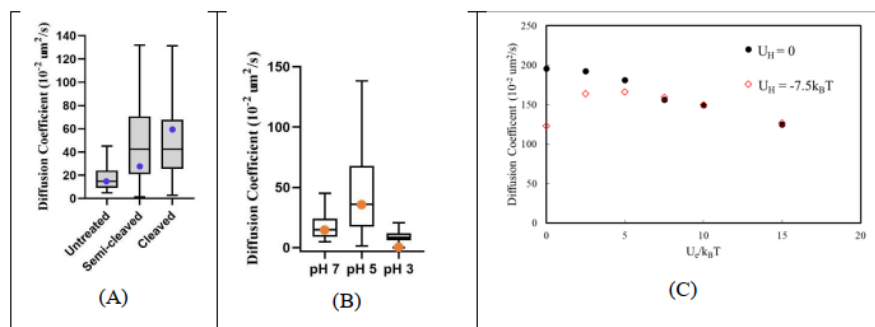 Diffusion Coefficient (10⁻² um²/s)
140
120
100
80
60
40
20
0
Untreated
Semi-cleaved
Cleaved
(A)
Diffusion Coefficient (10⁻² um²/s)
150
100
50
0
pH 7 pH 5 pH 3
(B)
Diffusion Coefficent (10⁻² um²/s)
250
200
150
100
50
0
U_H = 0
U_H = -7.5k_BT
0 5 10 15 20
U_e/k_BT
(C)